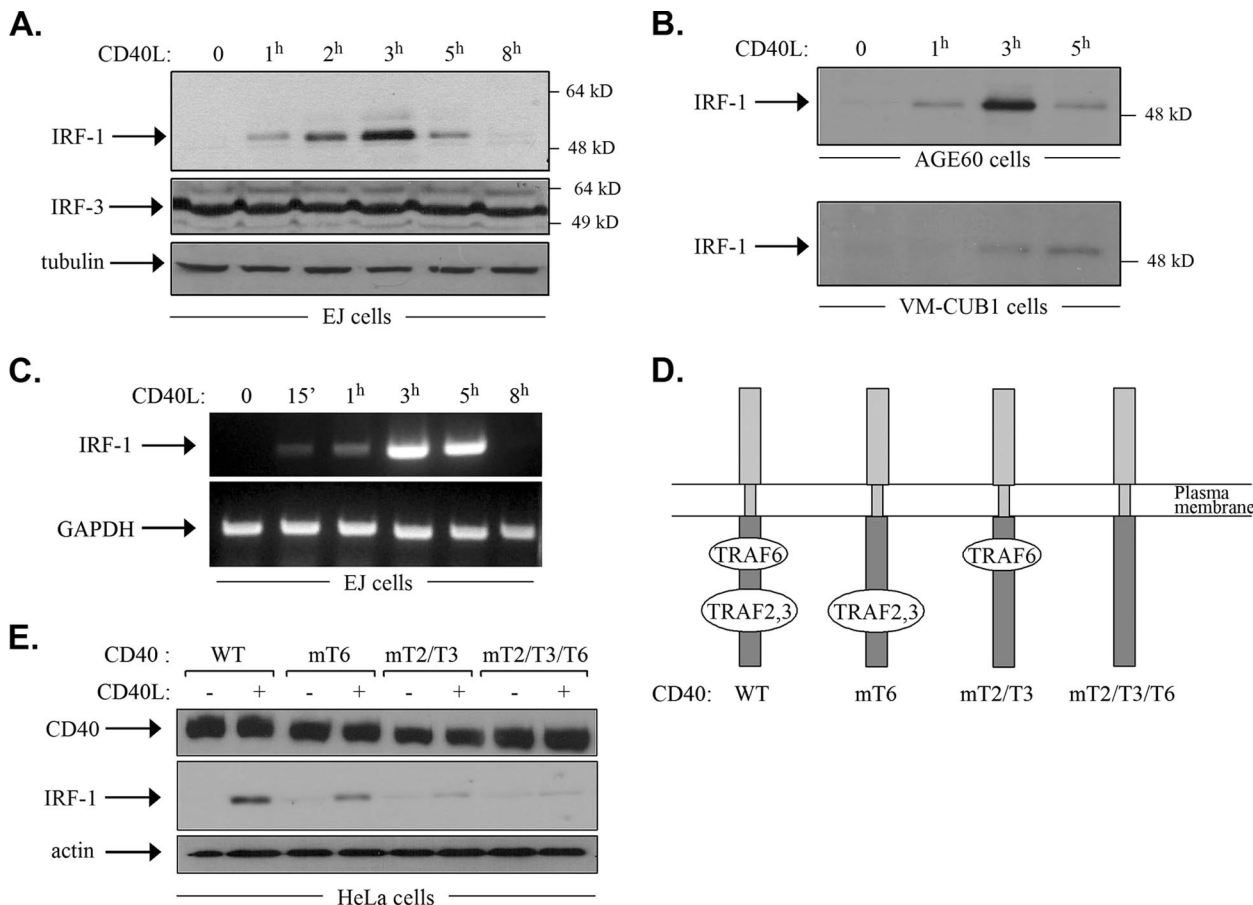 A.
CD40L: 0 1h 2h 3h 5h 8h
64 kD
IRF-1
48 kD
64 kD
IRF-3
49 kD
tubulin
EJ cells
B.
CD40L: 0 1h 3h 5h
IRF-1
48 kD
AGE60 cells
IRF-1
48 kD
VM-CUB1 cells
C.
CD40L: 0 15’ 1h 3h 5h 8h
IRF-1
GAPDH
EJ cells
D.
Plasma
membrane
TRAF6 TRAF6
TRAF2,3 TRAF2,3
CD40: WT mT6 mT2/T3 mT2/T3/T6
E.
CD40 : WT mT6 mT2/T3 mT2/T3/T6
CD40L: - + - + - + - +
CD40
IRF-1
actin
HeLa cells